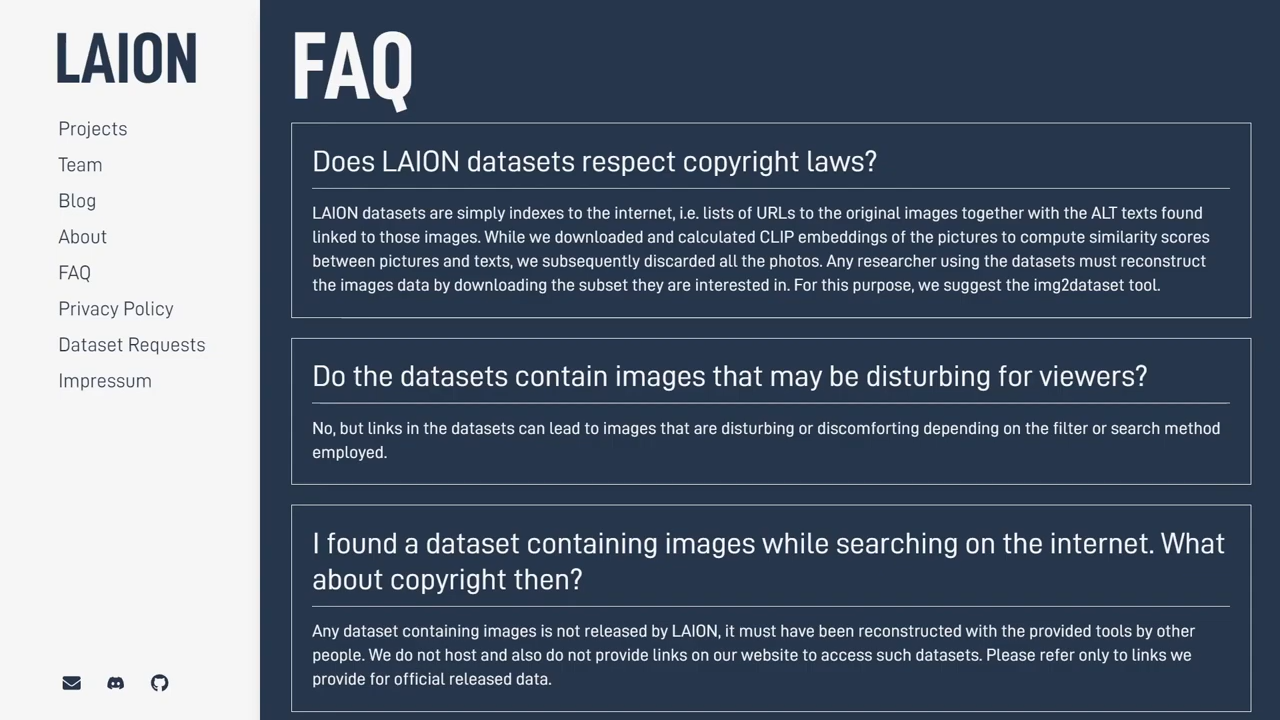 LAION
Projects
Team
Blog
About
FAQ
Privacy Policy
Dataset Requests
Impressum
FAQ
Does LAION datasets respect copyright laws?
LAION datasets are simply indexes to the internet, i.e. lists of URLs to the original images together with the ALT texts found
linked to those images. While we downloaded and calculated CLIP embeddings of the pictures to compute similarity scores
between pictures and texts, we subsequently discarded all the photos. Any researcher using the datasets must reconstruct
the images data by downloading the subset they are interested in. For this purpose, we suggest the img2dataset tool.
Do the datasets contain images that may be disturbing for viewers?
No, but links in the datasets can lead to images that are disturbing or discomforting depending on the filter or search method
employed.
I found a dataset containing images while searching on the internet. What
about copyright then?
Any dataset containing images is not released by LAION, it must have been reconstructed with the provided tools by other
people. We do not host and also do not provide links on our website to access such datasets. Please refer only to links we
provide for official released data.